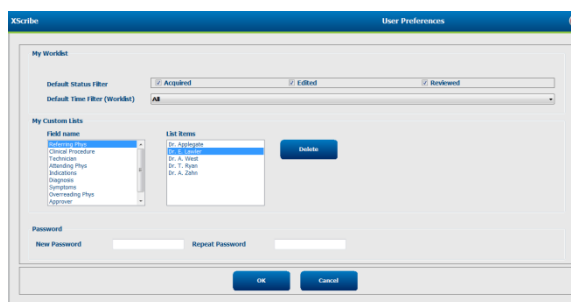 XScribe User Preferences
My Worklist
Default Status Filter Acquired Edited Reviewed
Default Time Filter (Worklist) All
My Custom Lists
Field name List items
Referring Phys Dr. Applegate
Clinical Procedure Dr. E. Lawler Delete
Technician Dr. A. West
Attending Phys Dr. T. Ryan
Indications Dr. A. Zahn
Diagnosis
Symptoms
Overreading Phys
Approver
Password
New Password Repeat Password
OK Cancel